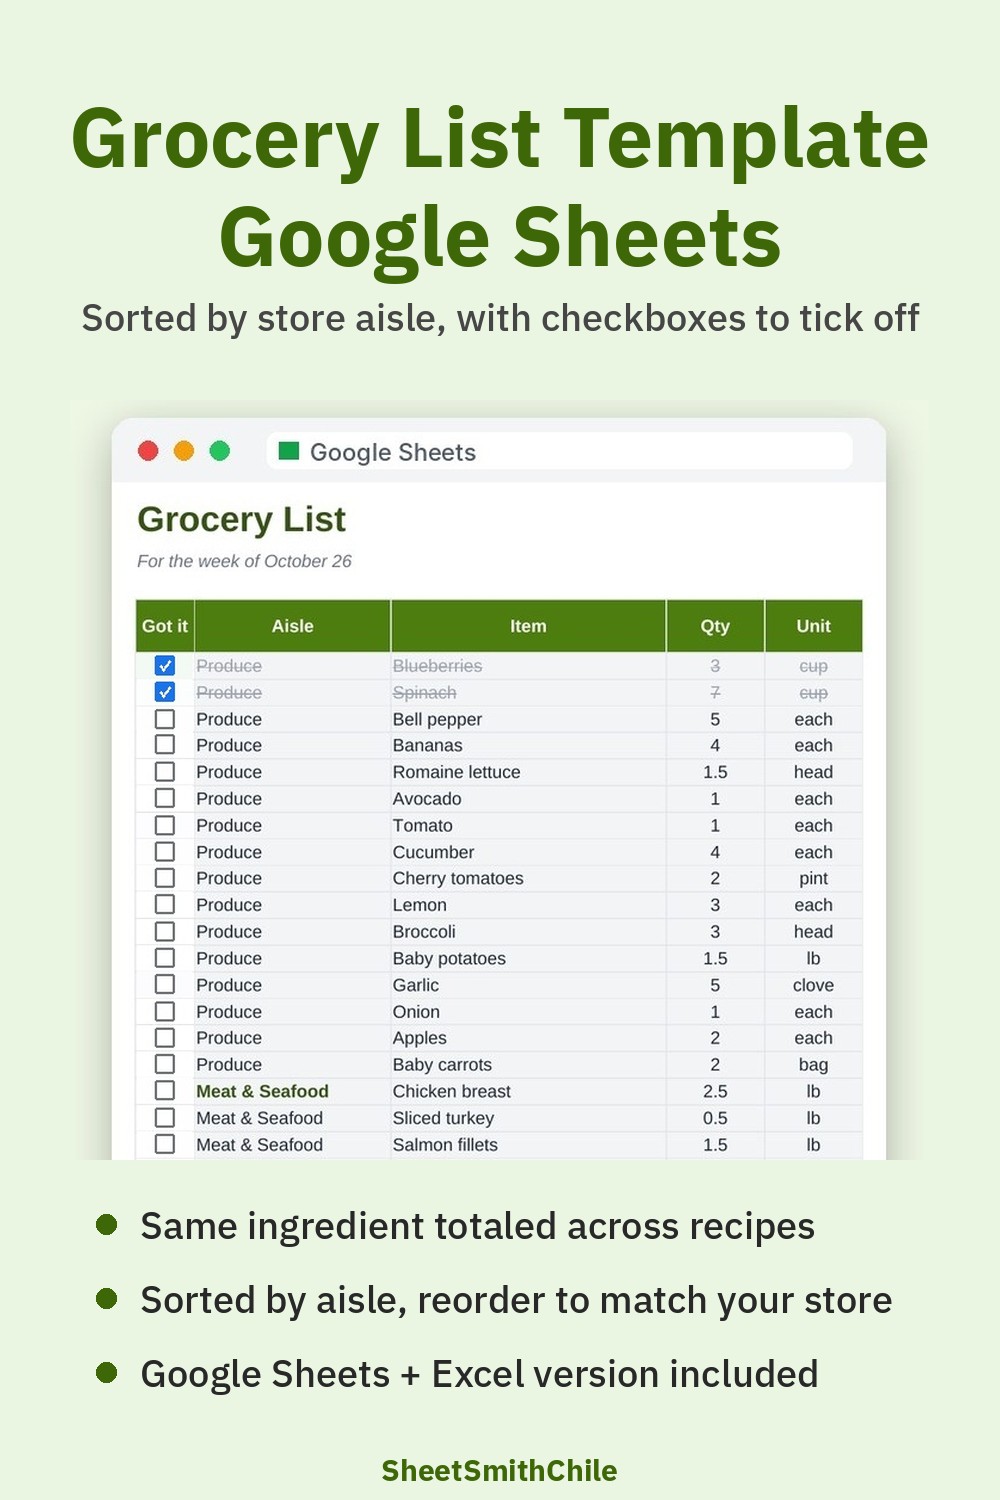 Grocery List Template
Google Sheets
Sorted by store aisle, with checkboxes to tick off
Google Sheets
Grocery List
For the week of October 26
Got it Aisle Item Qty Unit
Produce Blueberries 3 cup
Produce Spinach 7 cup
Produce Bell pepper 5 each
Produce Bananas 4 each
Produce Romaine lettuce 1.5 head
Produce Avocado 1 each
Produce Tomato 1 each
Produce Cucumber 4 each
Produce Cherry tomatoes 2 pint
Produce Lemon 3 each
Produce Broccoli 3 head
Produce Baby potatoes 1.5 lb
Produce Garlic 5 clove
Produce Onion 1 each
Produce Apples 2 each
Produce Baby carrots 2 bag
Meat & Seafood Chicken breast 2.5 lb
Meat & Seafood Sliced turkey 0.5 lb
Meat & Seafood Salmon fillets 1.5 lb
Same ingredient totaled across recipes
Sorted by aisle, reorder to match your store
Google Sheets + Excel version included
SheetSmithChile